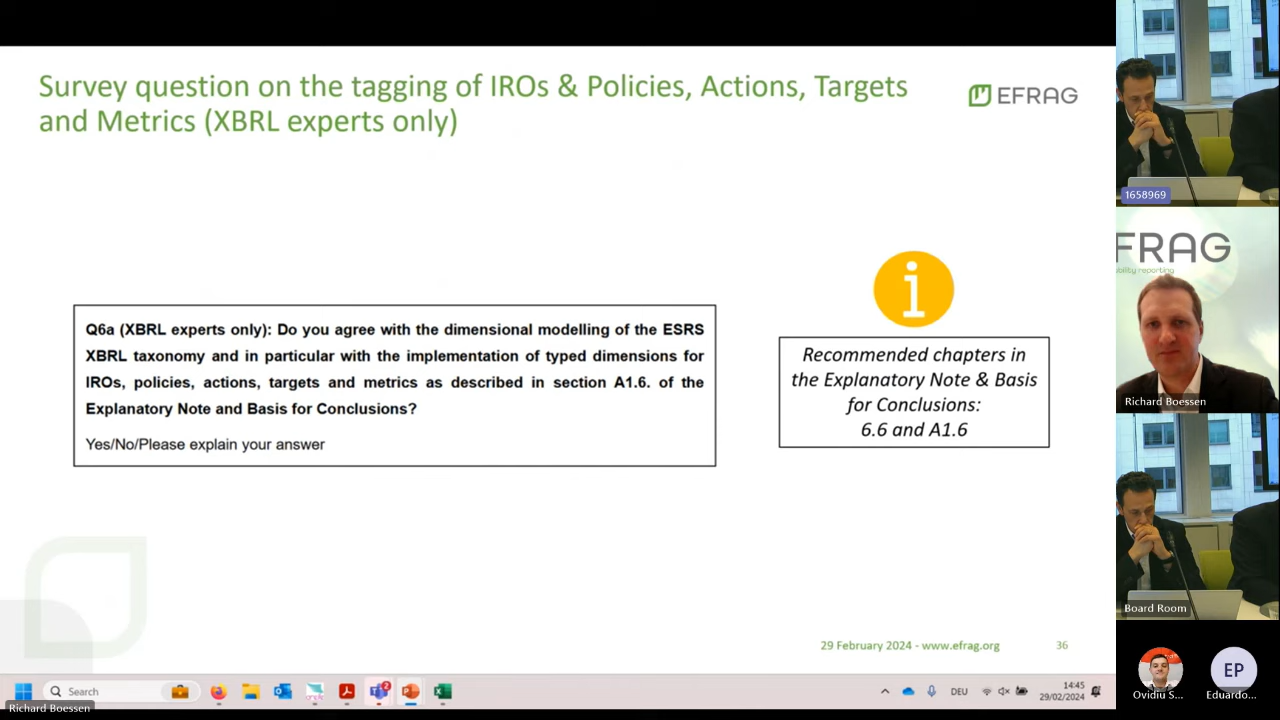 Survey question on the tagging of IROs & Policies, Actions, Targets
and Metrics (XBRL experts only)
EFRAG
Q6a (XBRL experts only): Do you agree with the dimensional modelling of the ESRS
XBRL taxonomy and in particular with the implementation of typed dimensions for
IROs, policies, actions, targets and metrics as described in section A1.6. of the
Explanatory Note and Basis for Conclusions?
Yes/No/Please explain your answer
i
Recommended chapters in
the Explanatory Note & Basis
for Conclusions:
6.6 and A1.6
29 February 2024 - www.efrag.org
36
Search
2
DEU
14:45
29/02/2024
Richard Boessen
1658969
FRAG
bility reporting
Richard Boessen
Board Room
EP
Ovidiu S...
Eduardo...